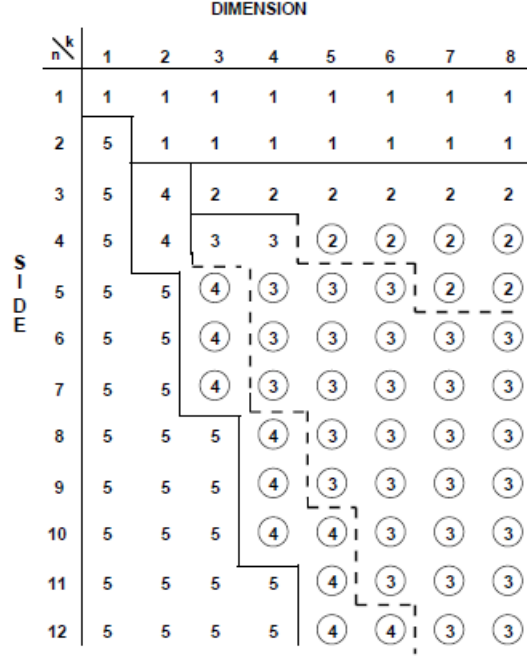 DIMENSION
n k 1 2 3 4 5 6 7 8
1 1 1 1 1 1 1 1 1
2 5 1 1 1 1 1 1 1
3 5 4 2 2 2 2 2 2
4 5 4 3 3 2 2 2 2
5 5 5 4 3 3 3 2 2
6 5 5 4 3 3 3 3 3
7 5 5 4 3 3 3 3 3
8 5 5 5 4 3 3 3 3
9 5 5 5 4 3 3 3 3
10 5 5 5 4 4 3 3 3
11 5 5 5 5 4 3 3 3
12 5 5 5 5 4 4 3 3
SIDE